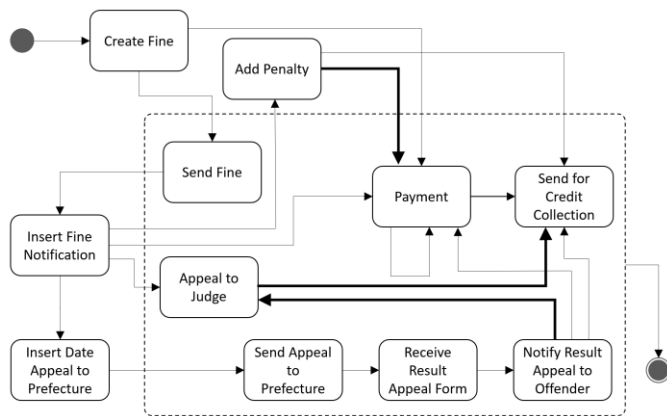 Create Fine
Add Penalty
Send Fine
Payment
Send for
Credit
Collection
Insert Fine
Notification
Appeal to
Judge
Insert Date
Appeal to
Prefecture
Send Appeal
to
Prefecture
Receive
Result
Appeal Form
Notify Result
Appeal to
Offender